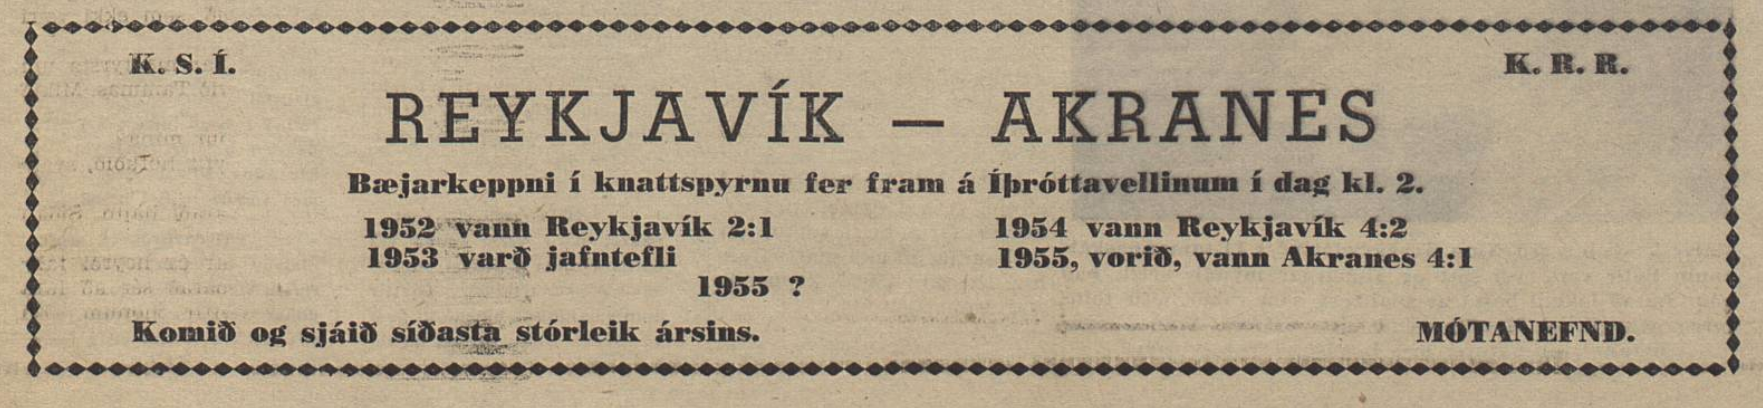 K. S. Í. K. R. R.
REYKJAVÍK — AKRANES
Bæjarkeppni í knattspyrnu fer fram á Íþróttavellinum í dag kl. 2.
1952 vann Reykjavík 2:1 1954 vann Reykjavík 4:2
1953 varð jafntefli 1955, vorið, vann Akranes 4:1
1955 ?
Komið og sjáið síðasta stórleik ársins. MÓTANEFND.